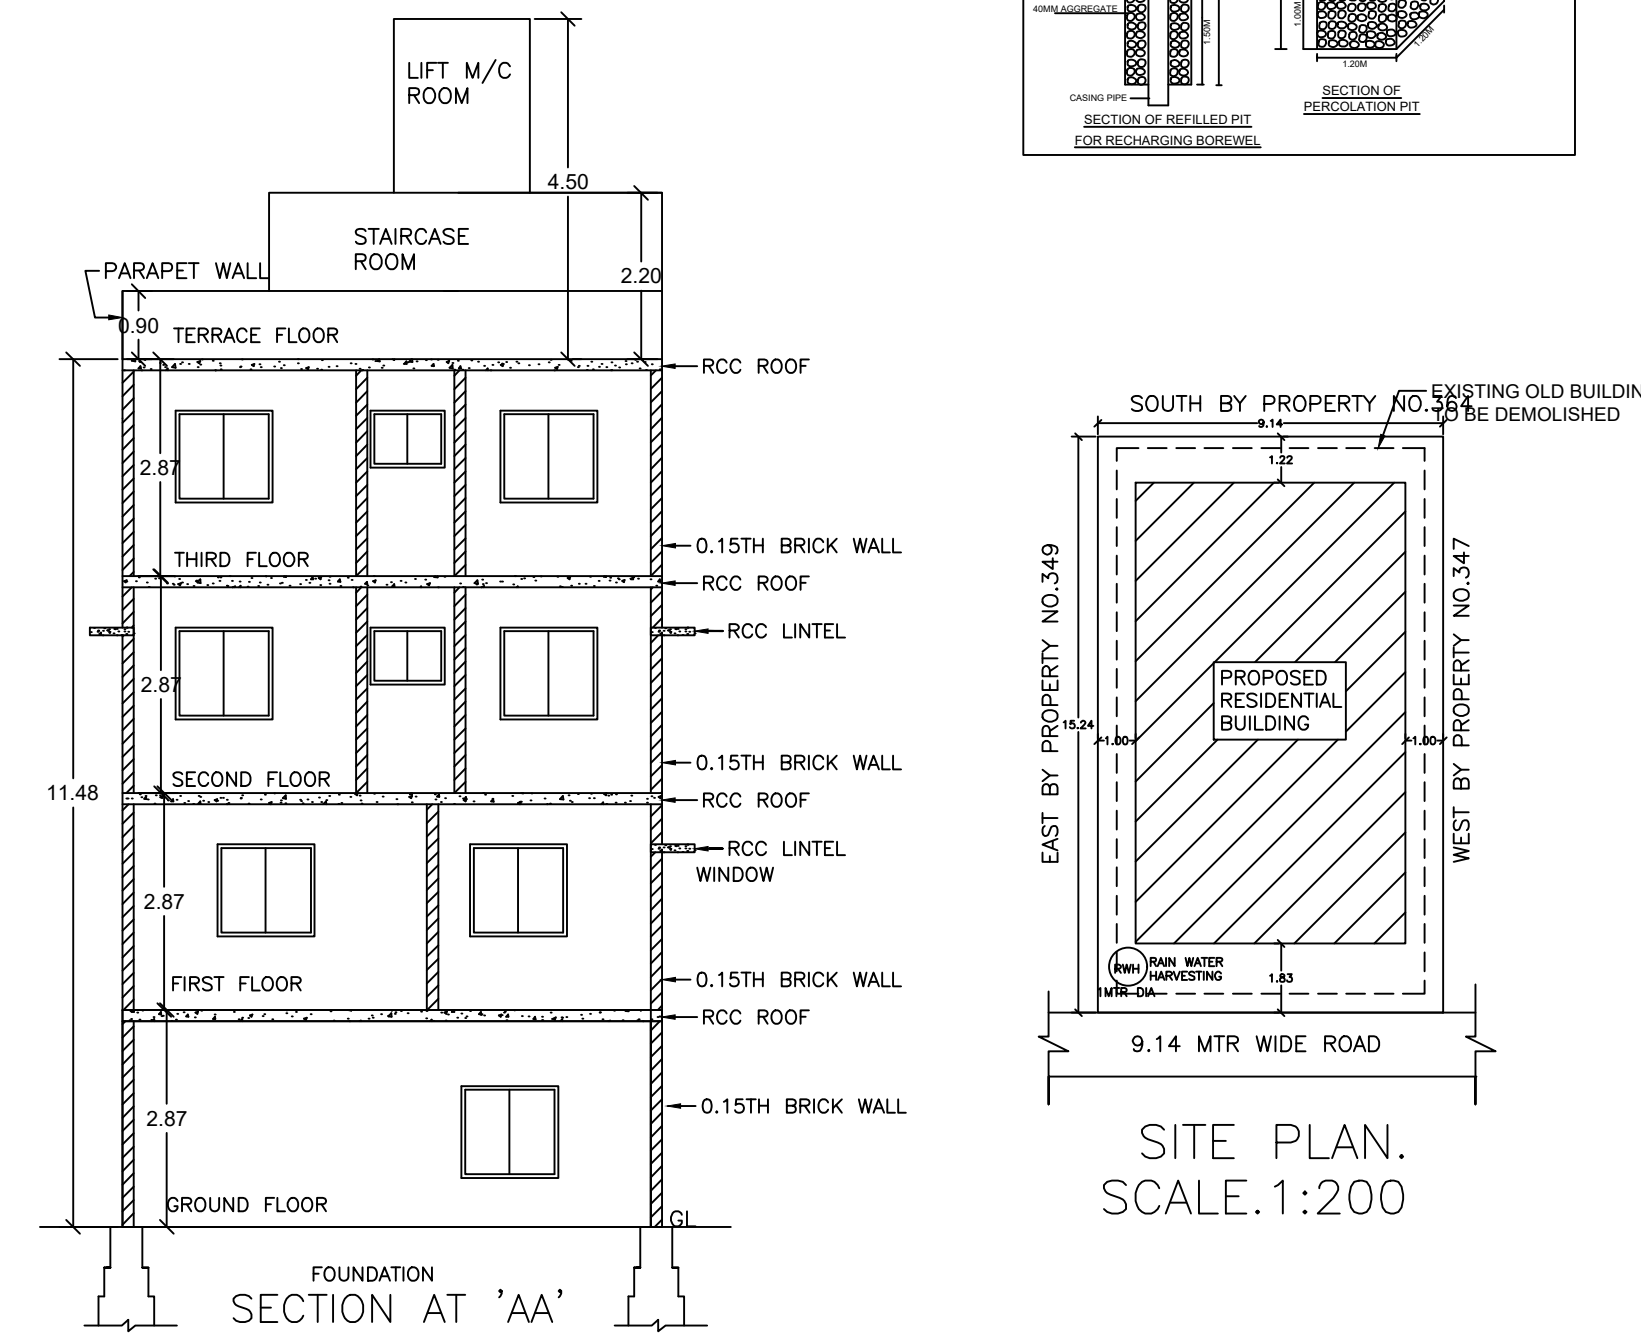 LIFT M/C
ROOM
4.50
STAIRCASE
ROOM
2.20
PARAPET WALL
0.90
TERRACE FLOOR
RCC ROOF
2.87
0.15TH BRICK WALL
THIRD FLOOR
RCC ROOF
RCC LINTEL
2.87
0.15TH BRICK WALL
SECOND FLOOR
11.48
RCC ROOF
RCC LINTEL
WINDOW
2.87
0.15TH BRICK WALL
FIRST FLOOR
RCC ROOF
0.15TH BRICK WALL
2.87
GROUND FLOOR
GL
FOUNDATION
SECTION AT 'AA'
40MM AGGREGATE
1.50M
CASING PIPE
SECTION OF REFILLED PIT
FOR RECHARGING BOREWEL
1.00M
1.20M
1.20M
SECTION OF
PERCOLATION PIT
EXISTING OLD BUILDIN
TO BE DEMOLISHED
SOUTH BY PROPERTY NO.364
9.14
1.22
EAST BY PROPERTY NO.349
WEST BY PROPERTY NO.347
PROPOSED
RESIDENTIAL
BUILDING
15.24
1.00
1.00
RWH
RAIN WATER
HARVESTING
1MTR DIA
1.83
9.14 MTR WIDE ROAD
SITE PLAN.
SCALE.1:200